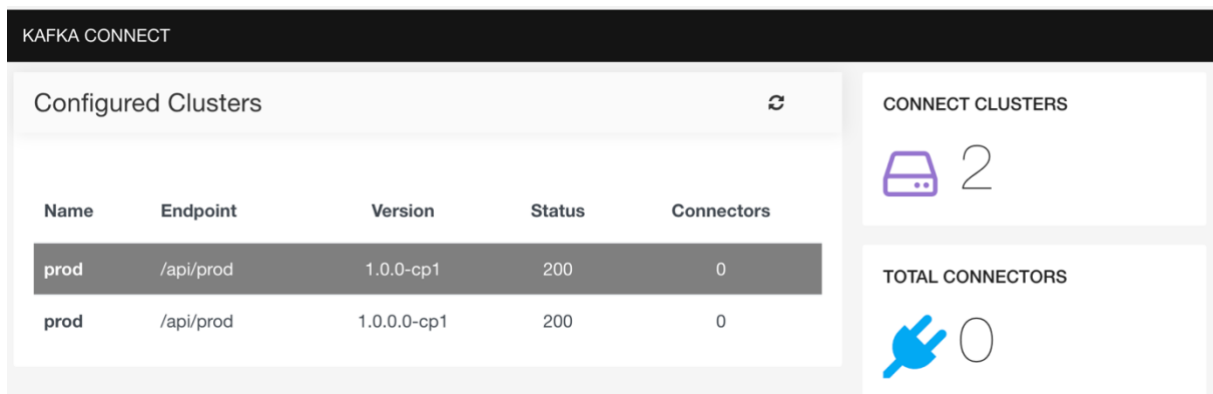 KAFKA CONNECT
Configured Clusters
Name Endpoint Version Status Connectors
prod /api/prod 1.0.0-cp1 200 0
prod /api/prod 1.0.0.0-cp1 200 0
CONNECT CLUSTERS
2
TOTAL CONNECTORS
0